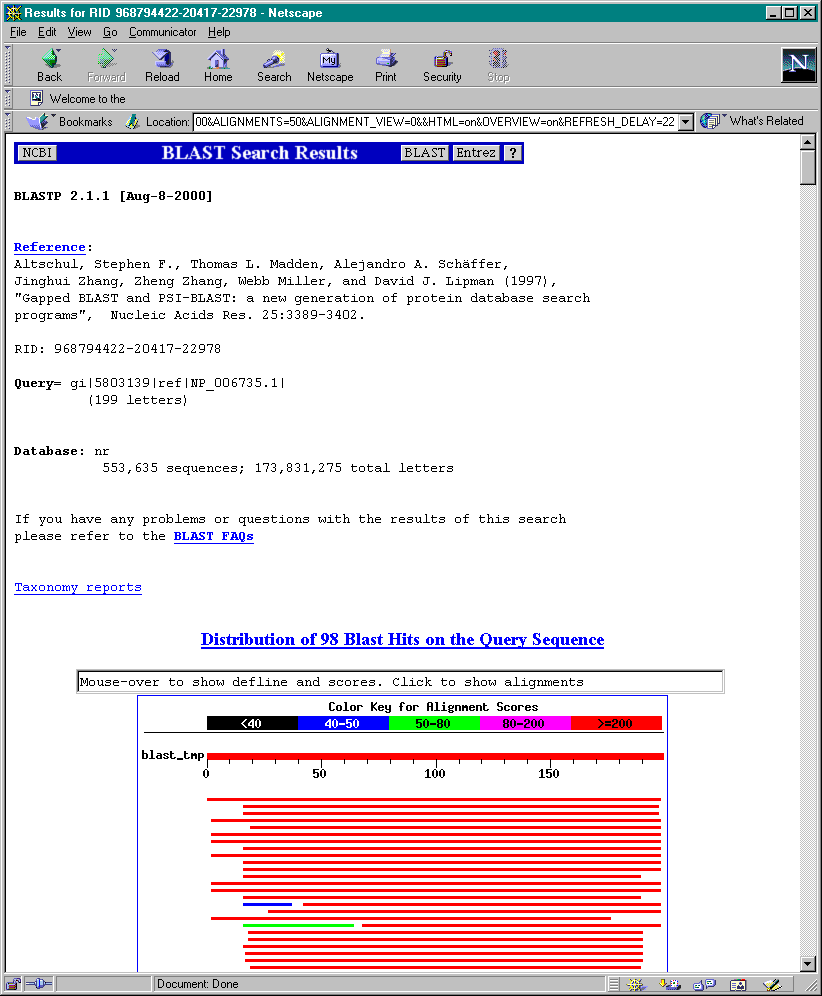 Results for RID 968794422-20417-22978 - Netscape
File Edit View Go Communicator Help
Back Forward Reload Home Search Netscape Print Security Stop
My
N
Welcome to the
Bookmarks Location: 00&ALIGNMENTS=50&ALIGNMENT_VIEW=0&&HTML=on&OVERVIEW=on&REFRESH_DELAY=22 What's Related
NCBI BLAST Search Results BLAST Entrez ?
BLASTP 2.1.1 [Aug-8-2000]
Reference:
Altschul, Stephen F., Thomas L. Madden, Alejandro A. Schäffer,
Jinghui Zhang, Zheng Zhang, Webb Miller, and David J. Lipman (1997),
"Gapped BLAST and PSI-BLAST: a new generation of protein database search
programs", Nucleic Acids Res. 25:3389-3402.
RID: 968794422-20417-22978
Query= gi|5803139|ref|NP_006735.1|
(199 letters)
Database: nr
553,635 sequences; 173,831,275 total letters
If you have any problems or questions with the results of this search
please refer to the BLAST FAQs
Taxonomy reports
Distribution of 98 Blast Hits on the Query Sequence
Mouse-over to show defline and scores. Click to show alignments
Color Key for Alignment Scores
<40 40-50 50-80 80-200 >=200
blast_tmp
0 50 100 150
Document: Done